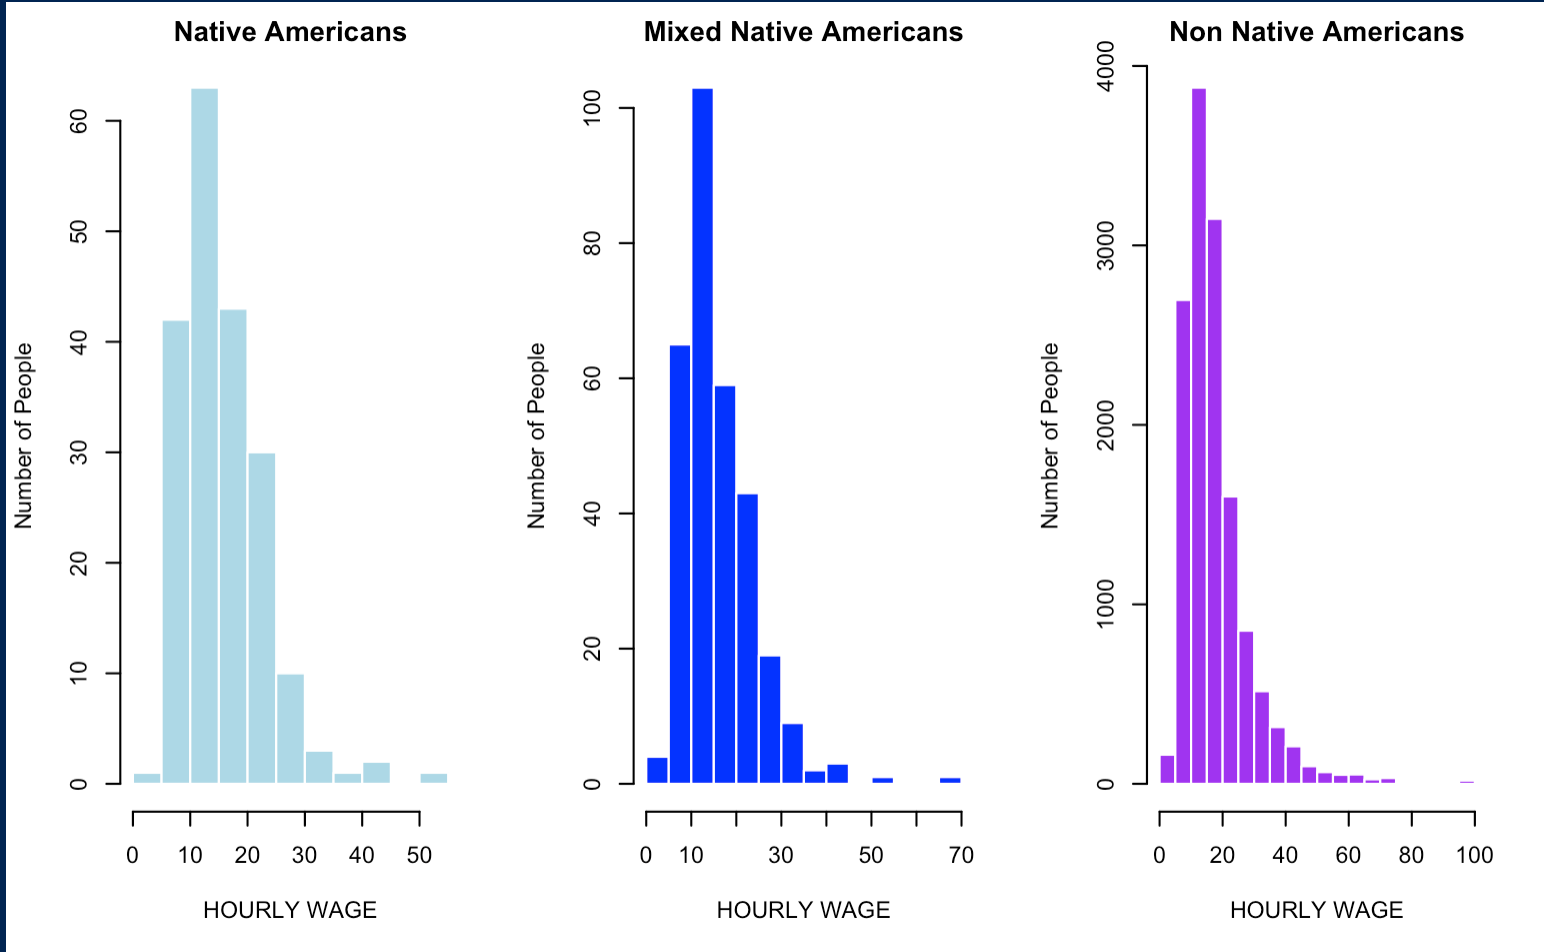 Native Americans
Number of People
60
50
40
30
20
10
0
0 10 20 30 40 50
HOURLY WAGE
Mixed Native Americans
Number of People
100
80
60
40
20
0
0 10 30 50 70
HOURLY WAGE
Non Native Americans
Number of People
4000
3000
2000
1000
0
0 20 40 60 80 100
HOURLY WAGE